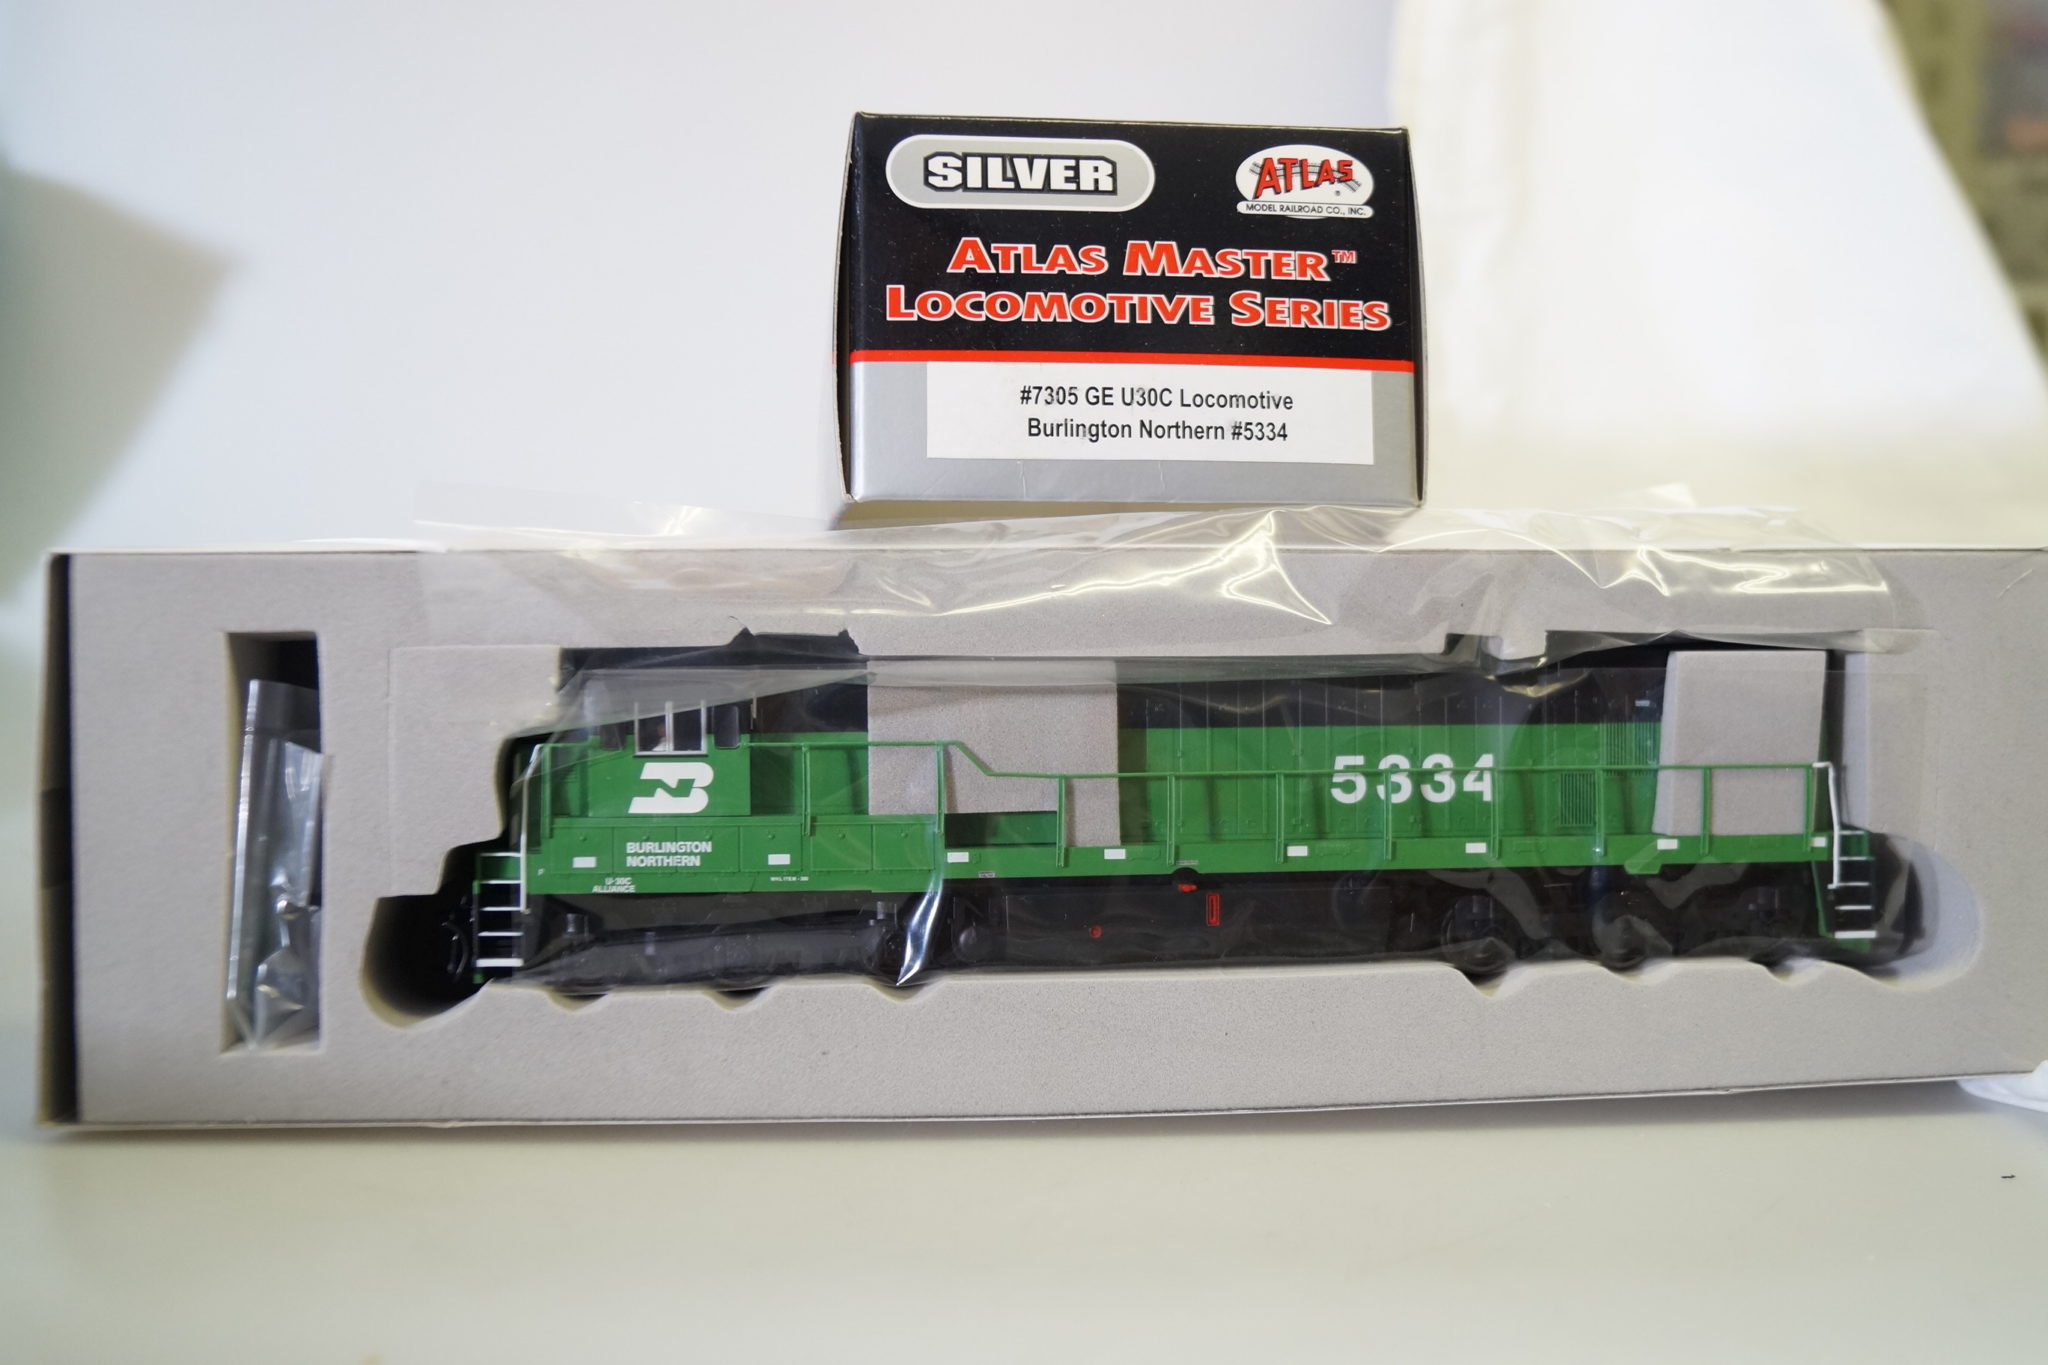 SILVER
ATLAS
®
MODEL RAILROAD CO., INC.
ATLAS MASTER™
LOCOMOTIVE SERIES
#7305 GE U30C Locomotive
Burlington Northern #5334
BN
5334
BURLINGTON
NORTHERN
U-30C
ALLIANCE